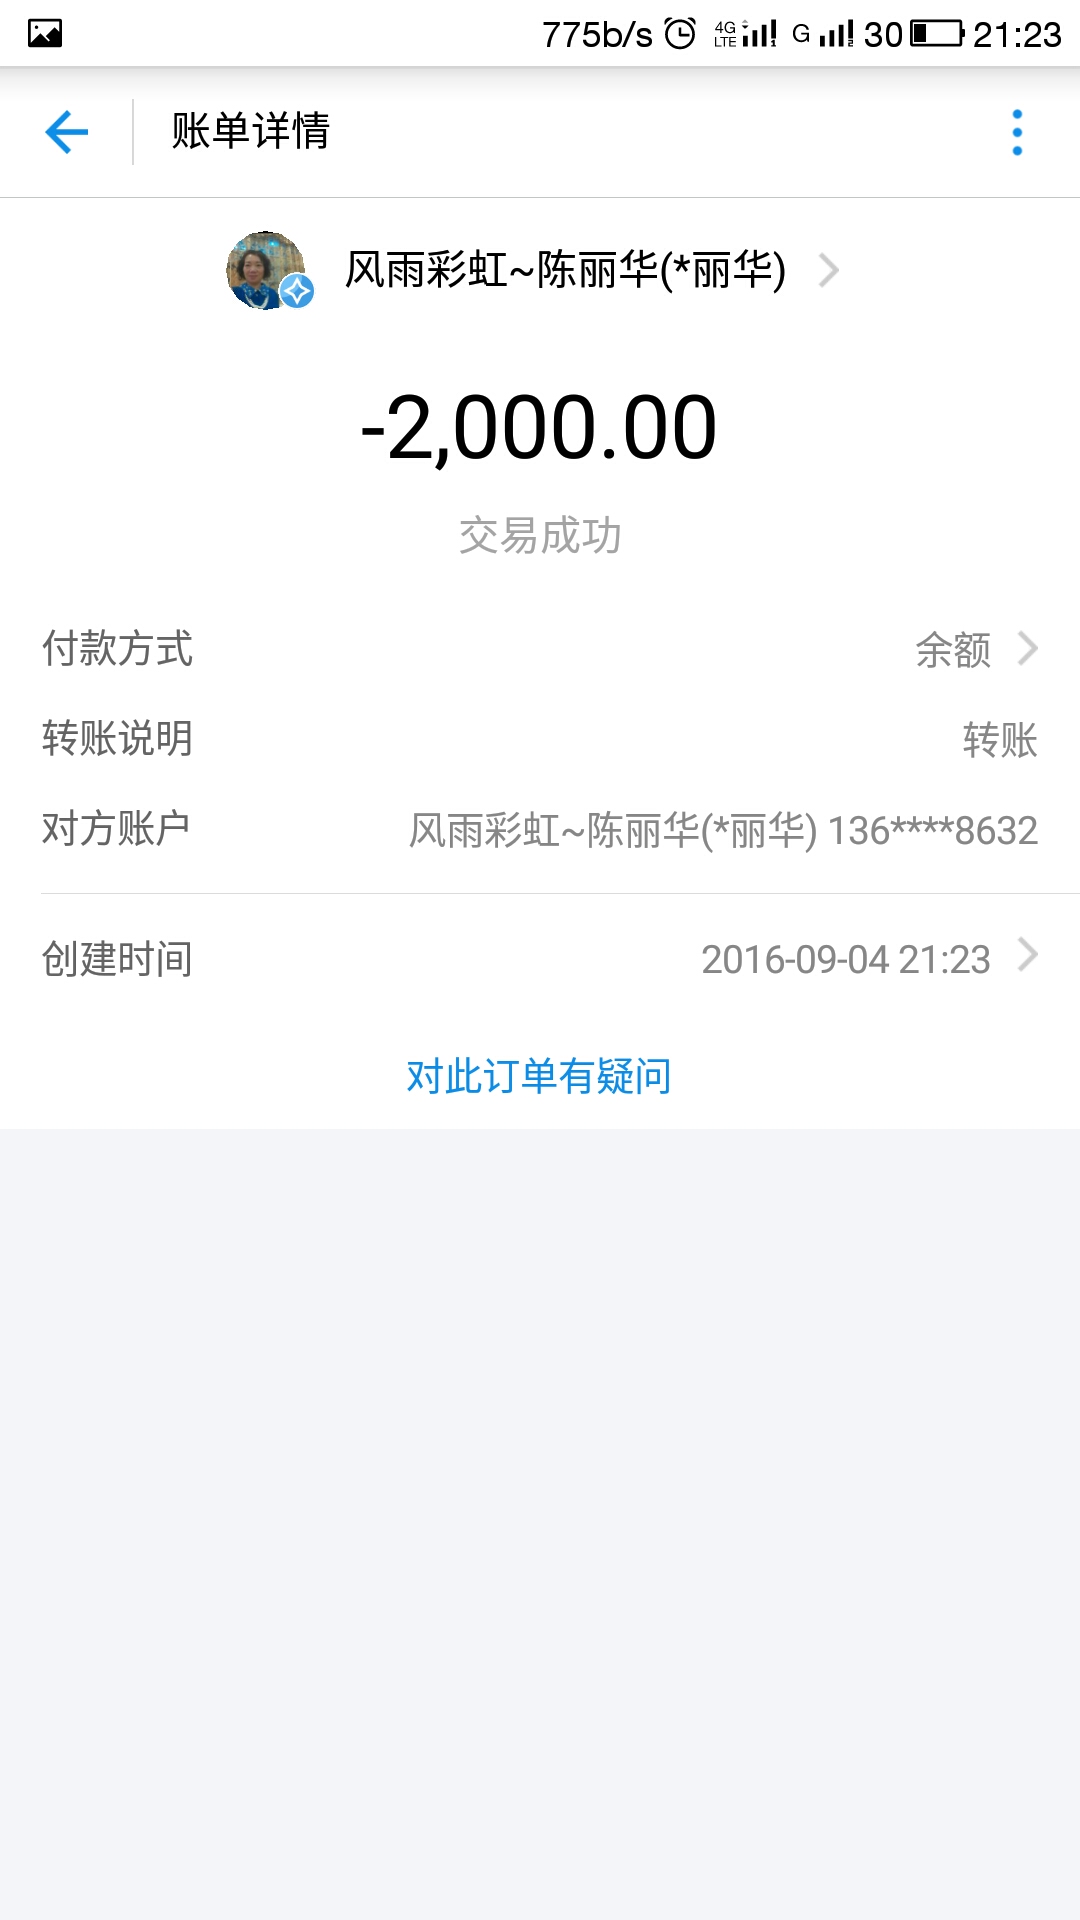 775b/s 4G LTE 1 G 2 30 21:23
账单详情
风雨彩虹~陈丽华(*丽华)
-2,000.00
交易成功
付款方式 余额
转账说明 转账
对方账户 风雨彩虹~陈丽华(*丽华) 136****8632
创建时间 2016-09-04 21:23
对此订单有疑问